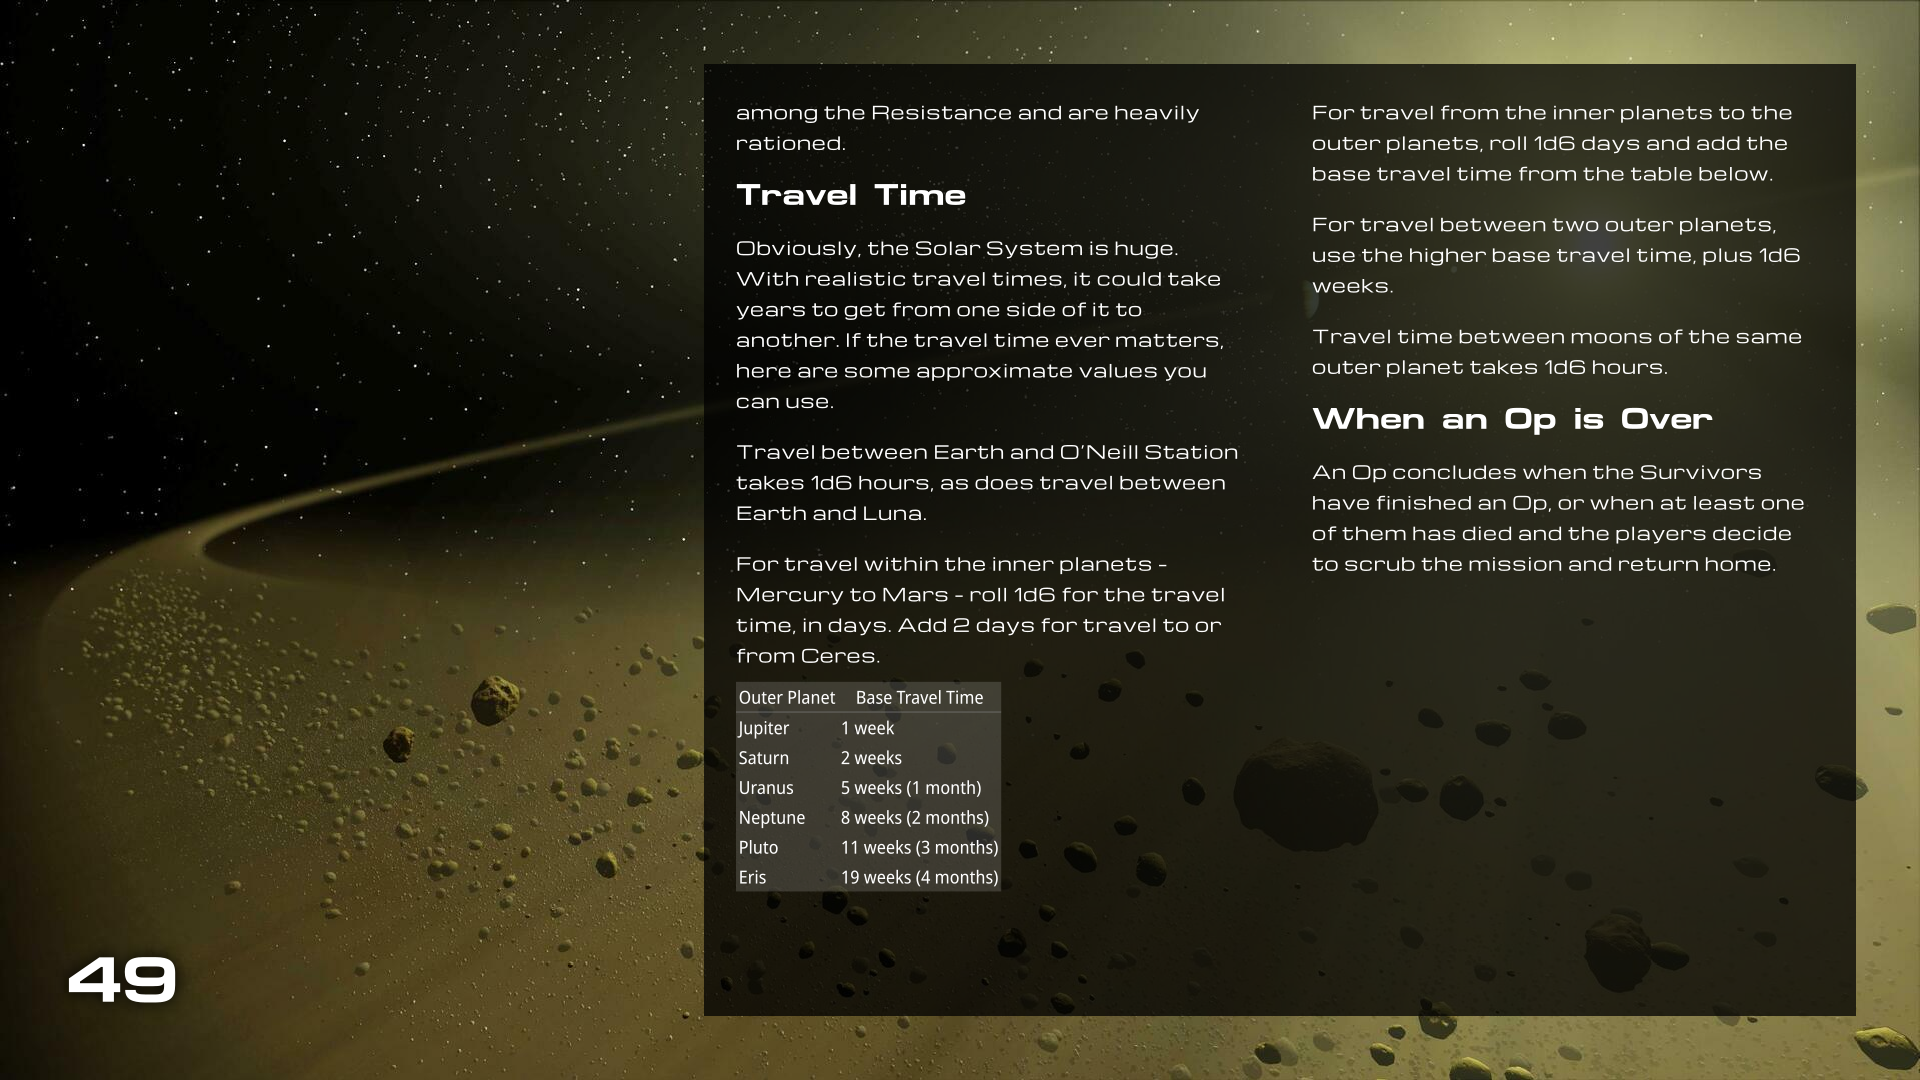 among the Resistance and are heavily
rationed.
Travel Time
Obviously, the Solar System is huge.
With realistic travel times, it could take
years to get from one side of it to
another. If the travel time ever matters,
here are some approximate values you
can use.
Travel between Earth and O'Neill Station
takes 1d6 hours, as does travel between
Earth and Luna.
For travel within the inner planets -
Mercury to Mars - roll 1d6 for the travel
time, in days. Add 2 days for travel to or
from Ceres.
Outer Planet Base Travel Time
Jupiter 1 week
Saturn 2 weeks
Uranus 5 weeks (1 month)
Neptune 8 weeks (2 months)
Pluto 11 weeks (3 months)
Eris 19 weeks (4 months)
For travel from the inner planets to the
outer planets, roll 1d6 days and add the
base travel time from the table below.
For travel between two outer planets,
use the higher base travel time, plus 1d6
weeks.
Travel time between moons of the same
outer planet takes 1d6 hours.
When an Op is Over
An Op concludes when the Survivors
have finished an Op, or when at least one
of them has died and the players decide
to scrub the mission and return home.
49